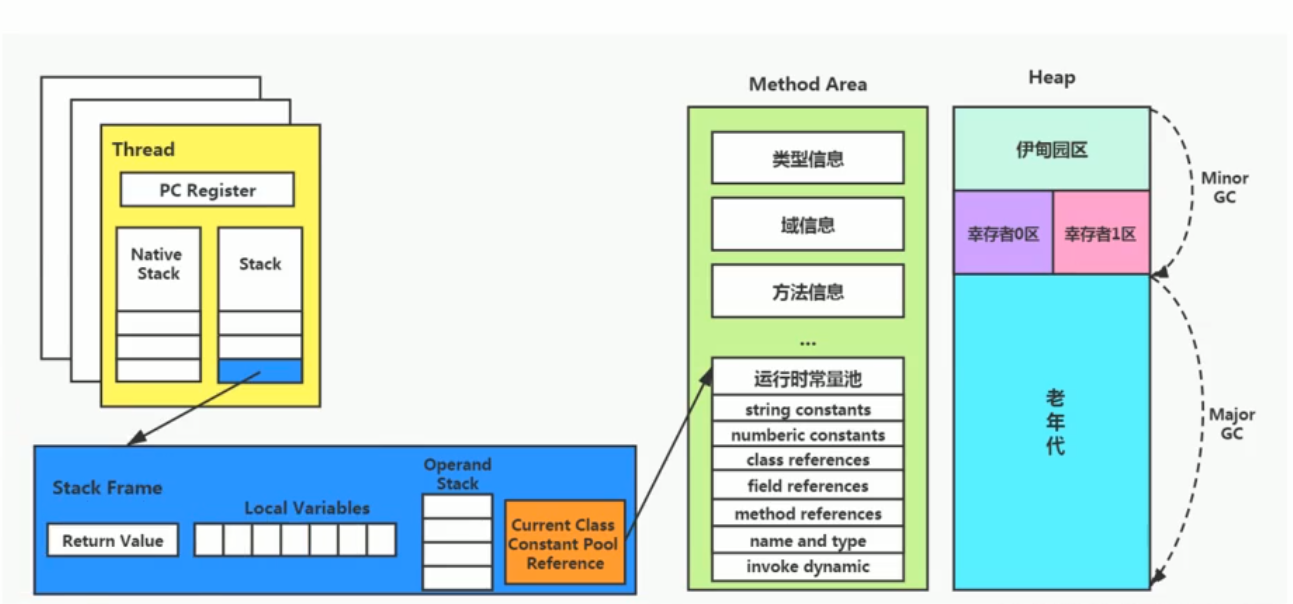 Thread
PC Register
Native
Stack
Stack
Stack Frame
Return Value
Local Variables
Operand
Stack
Current Class
Constant Pool
Reference
Method Area
类型信息
域信息
方法信息
...
运行时常量池
string constants
numberic constants
class references
field references
method references
name and type
invoke dynamic
Heap
伊甸园区
幸存者0区
幸存者1区
老
年
代
Minor
GC
Major
GC